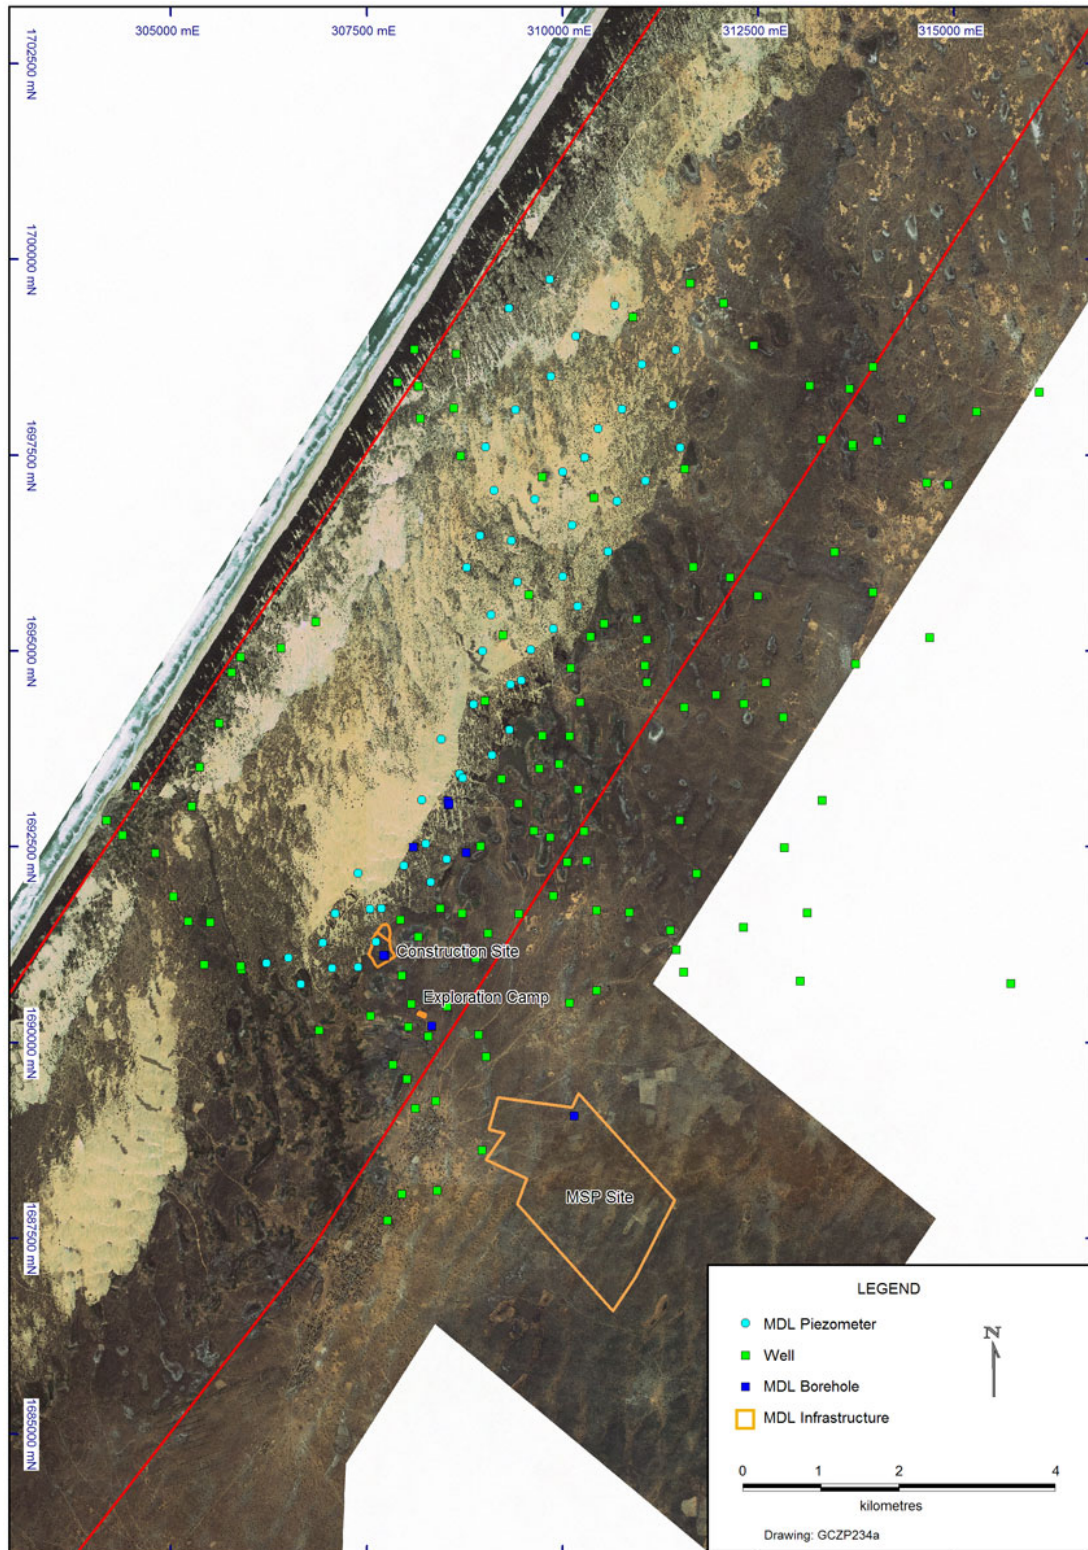 305000 mE
307500 mE
310000 mE
312500 mE
315000 mE
1702500 mN
1700000 mN
1697500 mN
1695000 mN
1692500 mN
1690000 mN
1687500 mN
1685000 mN
Construction Site
Exploration Camp
MSP Site
LEGEND
MDL Piezometer
Well
MDL Borehole
MDL Infrastructure
N
0 1 2 4
kilometres
Drawing: GCZP234a